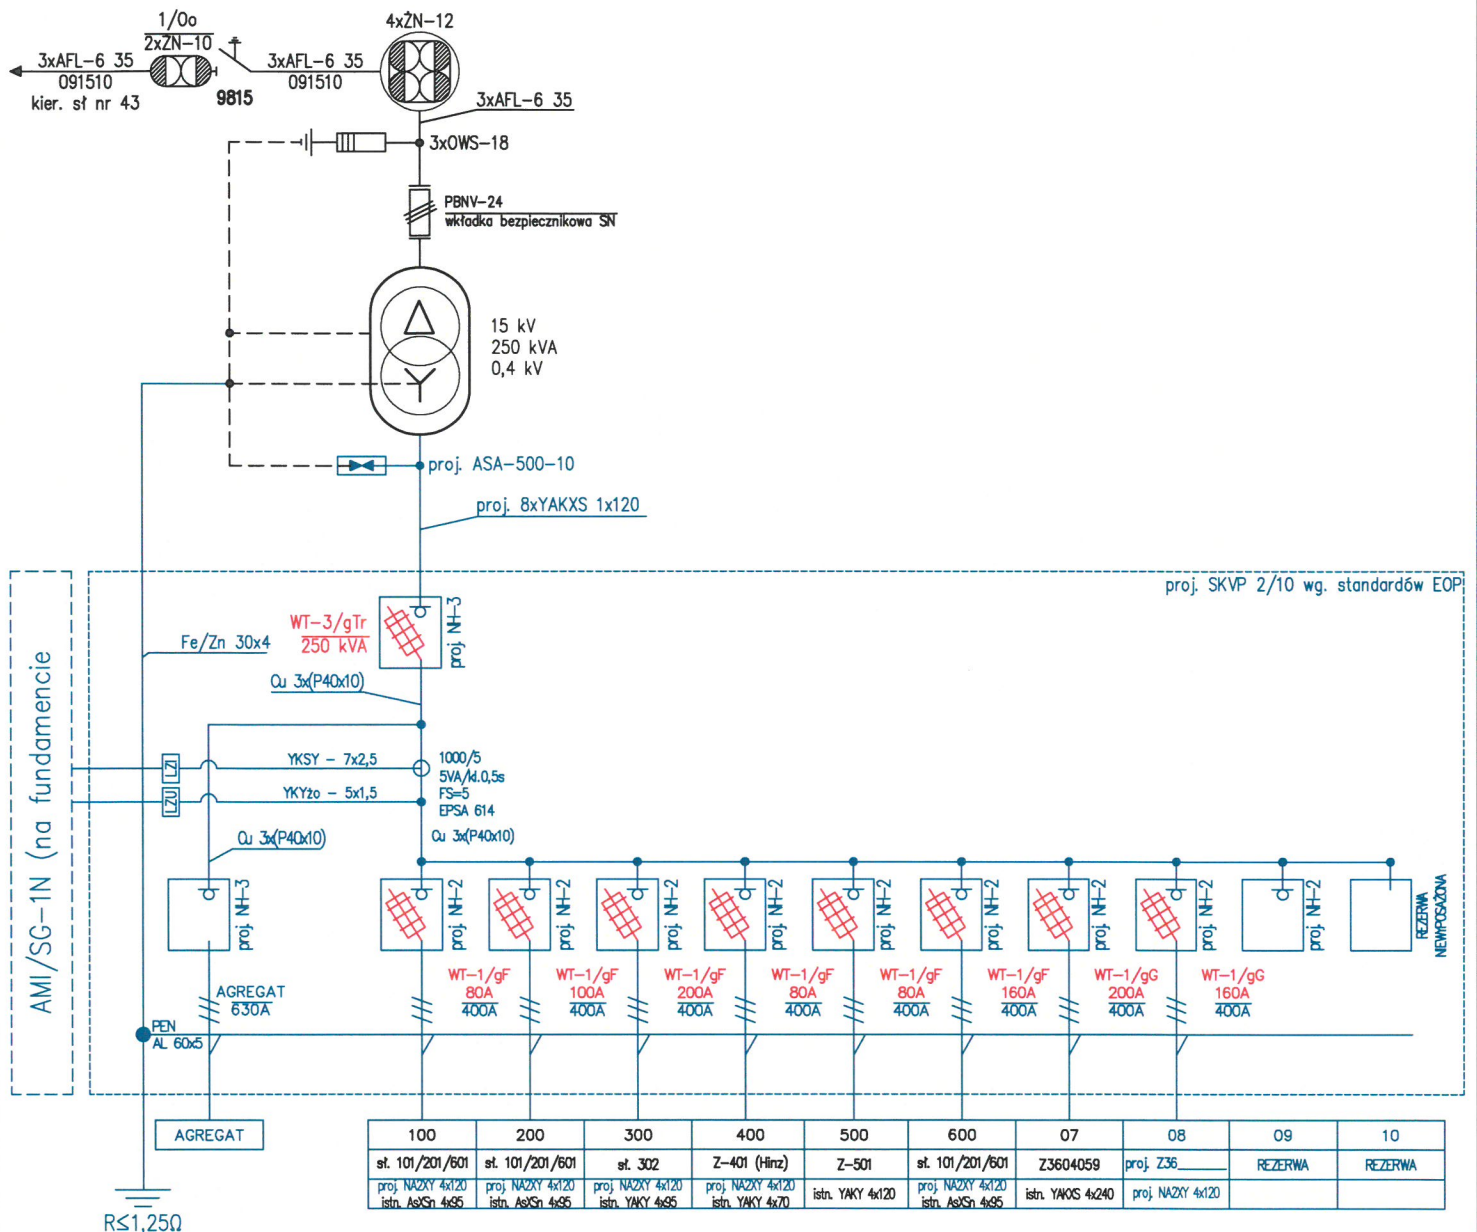 1/Oo
2xŻN-10
4xŻN-12
3xAFL-6 35
091510
kier. sł nr 43
9815
3xAFL-6 35
091510
3xAFL-6 35
3xOWS-18
PBNV-24
wkładka bezpiecznikowa SN
15 kV
250 kVA
0,4 kV
proj. ASA-500-10
proj. 8xYAKXS 1x120
proj. SKVP 2/10 wg. standardów EOP
AMI/SG-1N (na fundamencie
WT-3/gTr
250 kVA
proj. NH-3
Fe/Zn 30x4
Cu 3x(P40x10)
LZI
YKSY - 7x2,5
1000/5
5VA/kl.0,5s
FS=5
EPSA 614
LZU
YKYżo - 5x1,5
Cu 3x(P40x10)
Cu 3x(P40x10)
proj. NH-3
proj. NH-2
proj. NH-2
proj. NH-2
proj. NH-2
proj. NH-2
proj. NH-2
proj. NH-2
proj. NH-2
proj. NH-2
REZERWA
NIEWYPOSAŻONA
AGREGAT
630A
WT-1/gF
80A
400A
WT-1/gF
100A
400A
WT-1/gF
200A
400A
WT-1/gF
80A
400A
WT-1/gF
80A
400A
WT-1/gF
160A
400A
WT-1/gG
200A
400A
WT-1/gG
160A
400A
PEN
AL 60x5
AGREGAT
R≤1,25Ω
100 200 300 400 500 600 07 08 09 10
sł. 101/201/601 sł. 101/201/601 sł. 302 Z-401 (Hinz) Z-501 sł. 101/201/601 Z3604059 proj. Z36______ REZERWA REZERWA
proj. NA2XY 4x120 proj. NA2XY 4x120 proj. NA2XY 4x120 proj. NA2XY 4x120 istn. YAKY 4x120 proj. NA2XY 4x120 istn. YAKXS 4x240 proj. NA2XY 4x120
istn. AsXSn 4x95 istn. AsXSn 4x95 istn. YAKY 4x95 istn. YAKY 4x70 istn. AsXSn 4x95